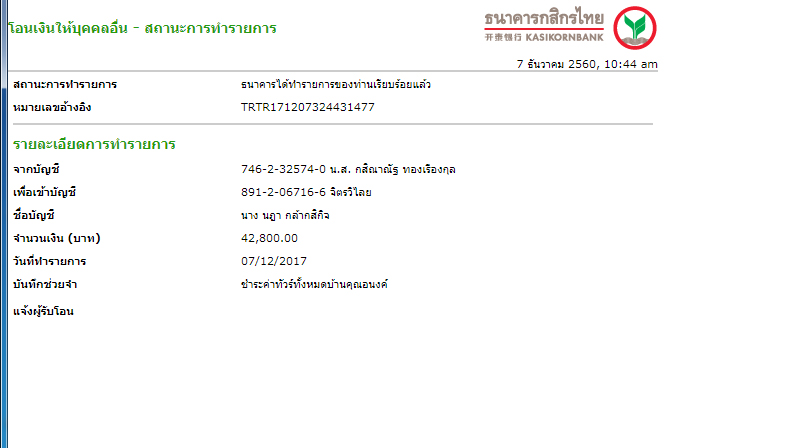 โอนเงินให้บุคคลอื่น - สถานะการทำรายการ
ธนาคารกสิกรไทย
开泰银行 KASIKORNBANK
7 ธันวาคม 2560, 10:44 am
สถานะการทำรายการ ธนาคารได้ทำรายการของท่านเรียบร้อยแล้ว
หมายเลขอ้างอิง TRTR171207324431477
รายละเอียดการทำรายการ
จากบัญชี 746-2-32574-0 น.ส. กสิณาณัฐ ทองเรืองกุล
เพื่อเข้าบัญชี 891-2-06716-6 จิตรวิไลย
ชื่อบัญชี นาง นฎา กล้ากสิกิจ
จำนวนเงิน (บาท) 42,800.00
วันที่ทำรายการ 07/12/2017
บันทึกช่วยจำ ชำระค่าทัวร์ทั้งหมดบ้านคุณอนงค์
แจ้งผู้รับโอน